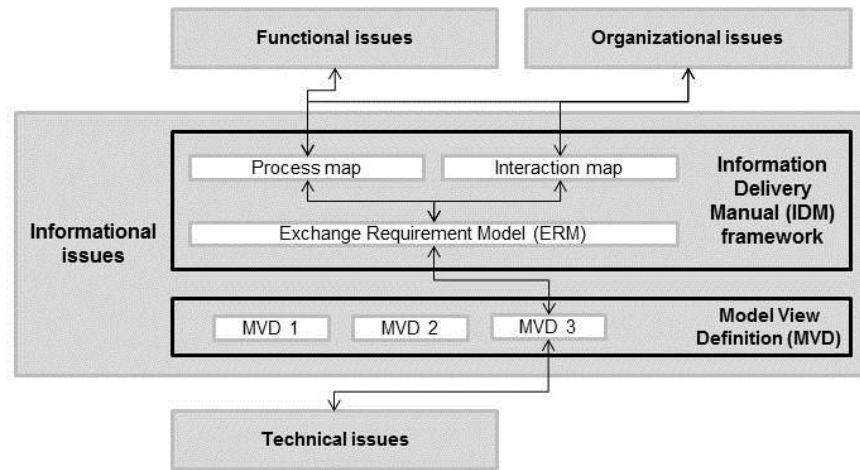 Functional issues
Organizational issues
Process map
Interaction map
Information
Delivery
Manual (IDM)
framework
Informational
issues
Exchange Requirement Model (ERM)
MVD 1
MVD 2
MVD 3
Model View
Definition (MVD)
Technical issues